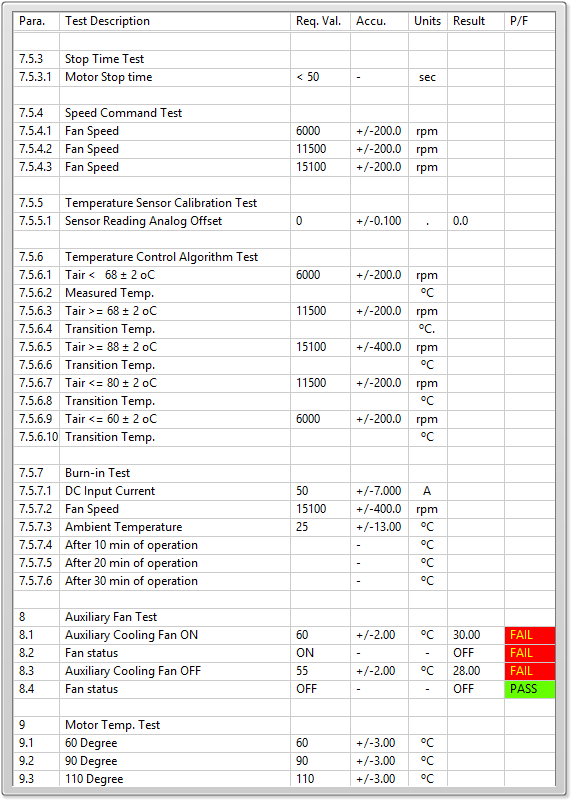 Para. Test Description Req. Val. Accu. Units Result P/F
7.5.3 Stop Time Test
7.5.3.1 Motor Stop time < 50 - sec
7.5.4 Speed Command Test
7.5.4.1 Fan Speed 6000 +/-200.0 rpm
7.5.4.2 Fan Speed 11500 +/-200.0 rpm
7.5.4.3 Fan Speed 15100 +/-200.0 rpm
7.5.5 Temperature Sensor Calibration Test
7.5.5.1 Sensor Reading Analog Offset 0 +/-0.100 . 0.0
7.5.6 Temperature Control Algorithm Test
7.5.6.1 Tair < 68 ± 2 oC 6000 +/-200.0 rpm
7.5.6.2 Measured Temp. ºC
7.5.6.3 Tair >= 68 ± 2 oC 11500 +/-200.0 rpm
7.5.6.4 Transition Temp. ºC.
7.5.6.5 Tair >= 88 ± 2 oC 15100 +/-400.0 rpm
7.5.6.6 Transition Temp. ºC
7.5.6.7 Tair <= 80 ± 2 oC 11500 +/-200.0 rpm
7.5.6.8 Transition Temp. ºC
7.5.6.9 Tair <= 60 ± 2 oC 6000 +/-200.0 rpm
7.5.6.10 Transition Temp. ºC
7.5.7 Burn-in Test
7.5.7.1 DC Input Current 50 +/-7.000 A
7.5.7.2 Fan Speed 15100 +/-400.0 rpm
7.5.7.3 Ambient Temperature 25 +/-13.00 ºC
7.5.7.4 After 10 min of operation - ºC
7.5.7.5 After 20 min of operation - ºC
7.5.7.6 After 30 min of operation - ºC
8 Auxiliary Fan Test
8.1 Auxiliary Cooling Fan ON 60 +/-2.00 ºC 30.00 FAIL
8.2 Fan status ON - - OFF FAIL
8.3 Auxiliary Cooling Fan OFF 55 +/-2.00 ºC 28.00 FAIL
8.4 Fan status OFF - - OFF PASS
9 Motor Temp. Test
9.1 60 Degree 60 +/-3.00 ºC
9.2 90 Degree 90 +/-3.00 ºC
9.3 110 Degree 110 +/-3.00 ºC